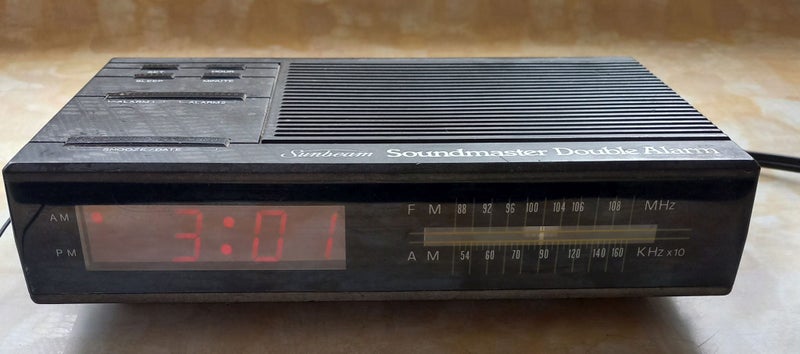 SET HOUR
SLEEP MINUTE
ALARM 1 ALARM 2
SNOOZE/DATE
Sunbeam Soundmaster Double Alarm
AM 3:01
PM
FM 88 92 96 100 104 106 108 MHz
AM 54 60 70 90 120 140 160 KHz x 10